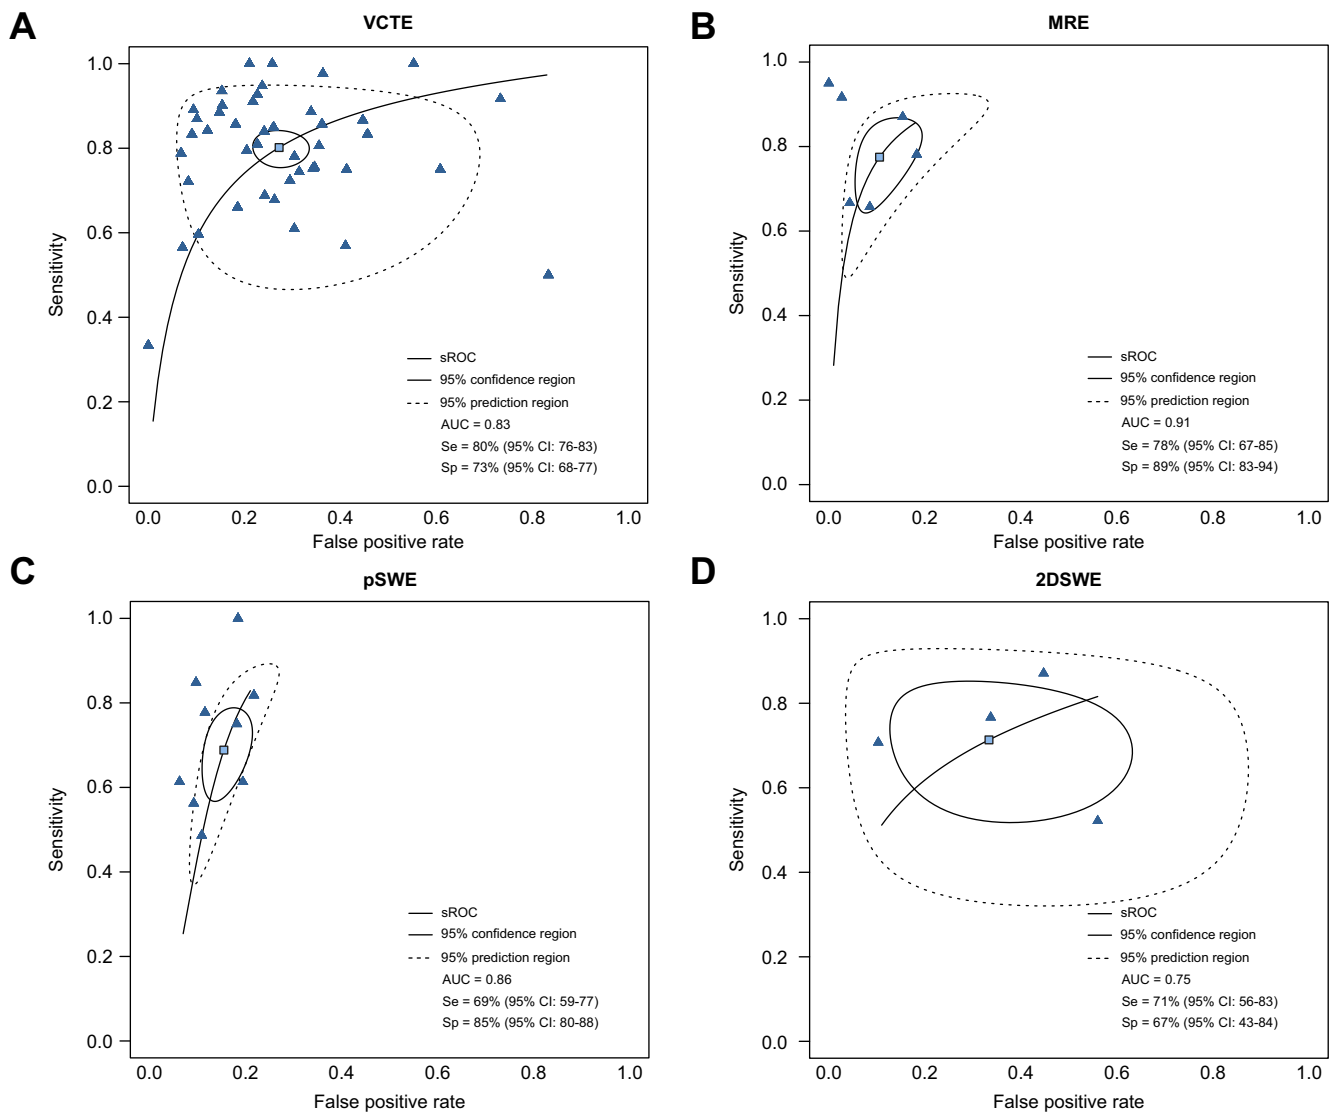 A
VCTE
1.0
0.8
0.6
0.4
0.2
0.0
Sensitivity
sROC
95% confidence region
95% prediction region
AUC = 0.83
Se = 80% (95% CI: 76-83)
Sp = 73% (95% CI: 68-77)
0.0 0.2 0.4 0.6 0.8 1.0
False positive rate
B
MRE
1.0
0.8
0.6
0.4
0.2
0.0
Sensitivity
sROC
95% confidence region
95% prediction region
AUC = 0.91
Se = 78% (95% CI: 67-85)
Sp = 89% (95% CI: 83-94)
0.0 0.2 0.4 0.6 0.8 1.0
False positive rate
C
pSWE
1.0
0.8
0.6
0.4
0.2
0.0
Sensitivity
sROC
95% confidence region
95% prediction region
AUC = 0.86
Se = 69% (95% CI: 59-77)
Sp = 85% (95% CI: 80-88)
0.0 0.2 0.4 0.6 0.8 1.0
False positive rate
D
2DSWE
1.0
0.8
0.6
0.4
0.2
0.0
Sensitivity
sROC
95% confidence region
95% prediction region
AUC = 0.75
Se = 71% (95% CI: 56-83)
Sp = 67% (95% CI: 43-84)
0.0 0.2 0.4 0.6 0.8 1.0
False positive rate